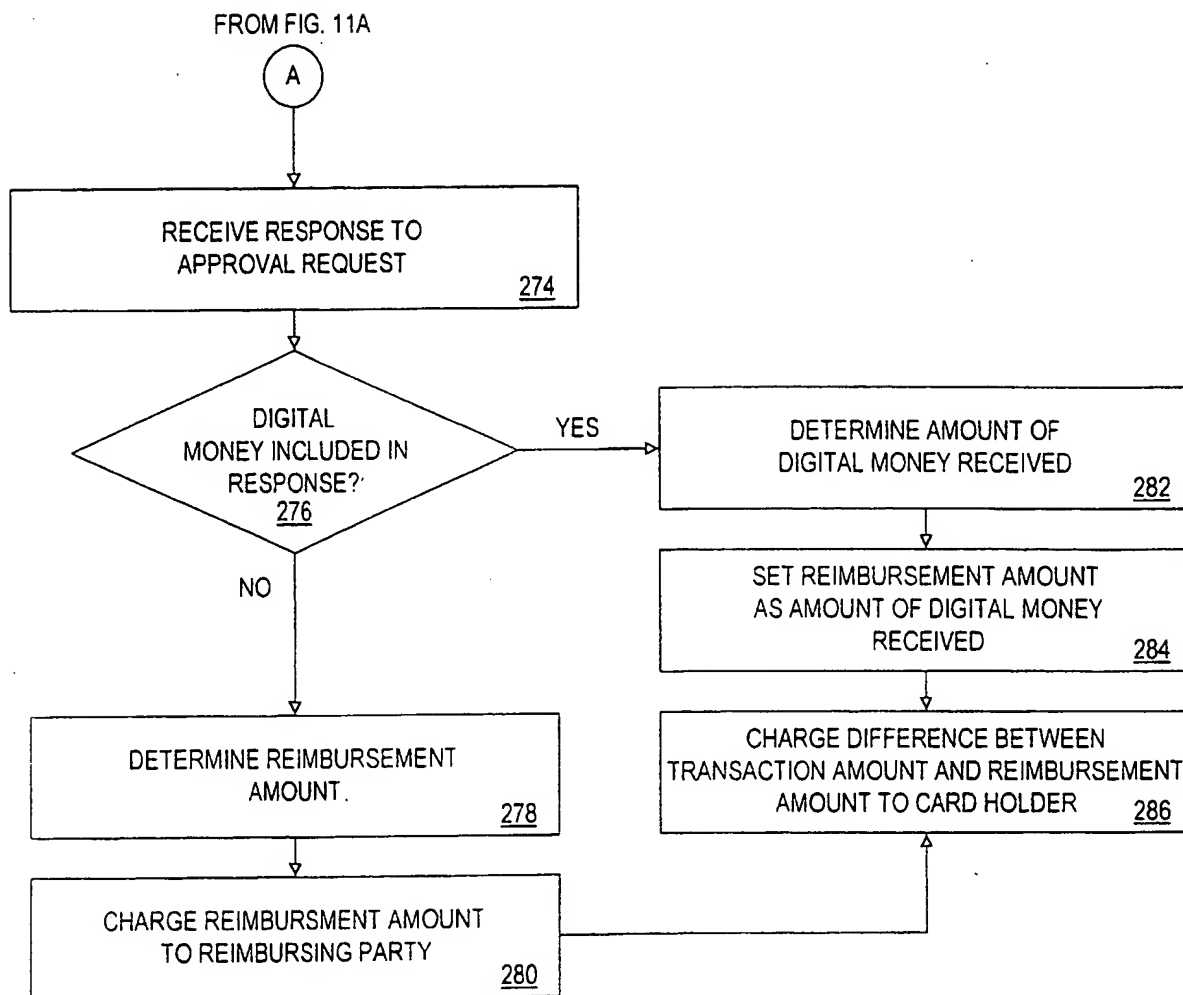 FROM FIG. 11A
A
RECEIVE RESPONSE TO
APPROVAL REQUEST
274
DIGITAL
MONEY INCLUDED IN
RESPONSE?
276
YES
NO
DETERMINE AMOUNT OF
DIGITAL MONEY RECEIVED
282
SET REIMBURSEMENT AMOUNT
AS AMOUNT OF DIGITAL MONEY
RECEIVED
284
CHARGE DIFFERENCE BETWEEN
TRANSACTION AMOUNT AND REIMBURSEMENT
AMOUNT TO CARD HOLDER
286
DETERMINE REIMBURSEMENT
AMOUNT.
278
CHARGE REIMBURSMENT AMOUNT
TO REIMBURSING PARTY
280